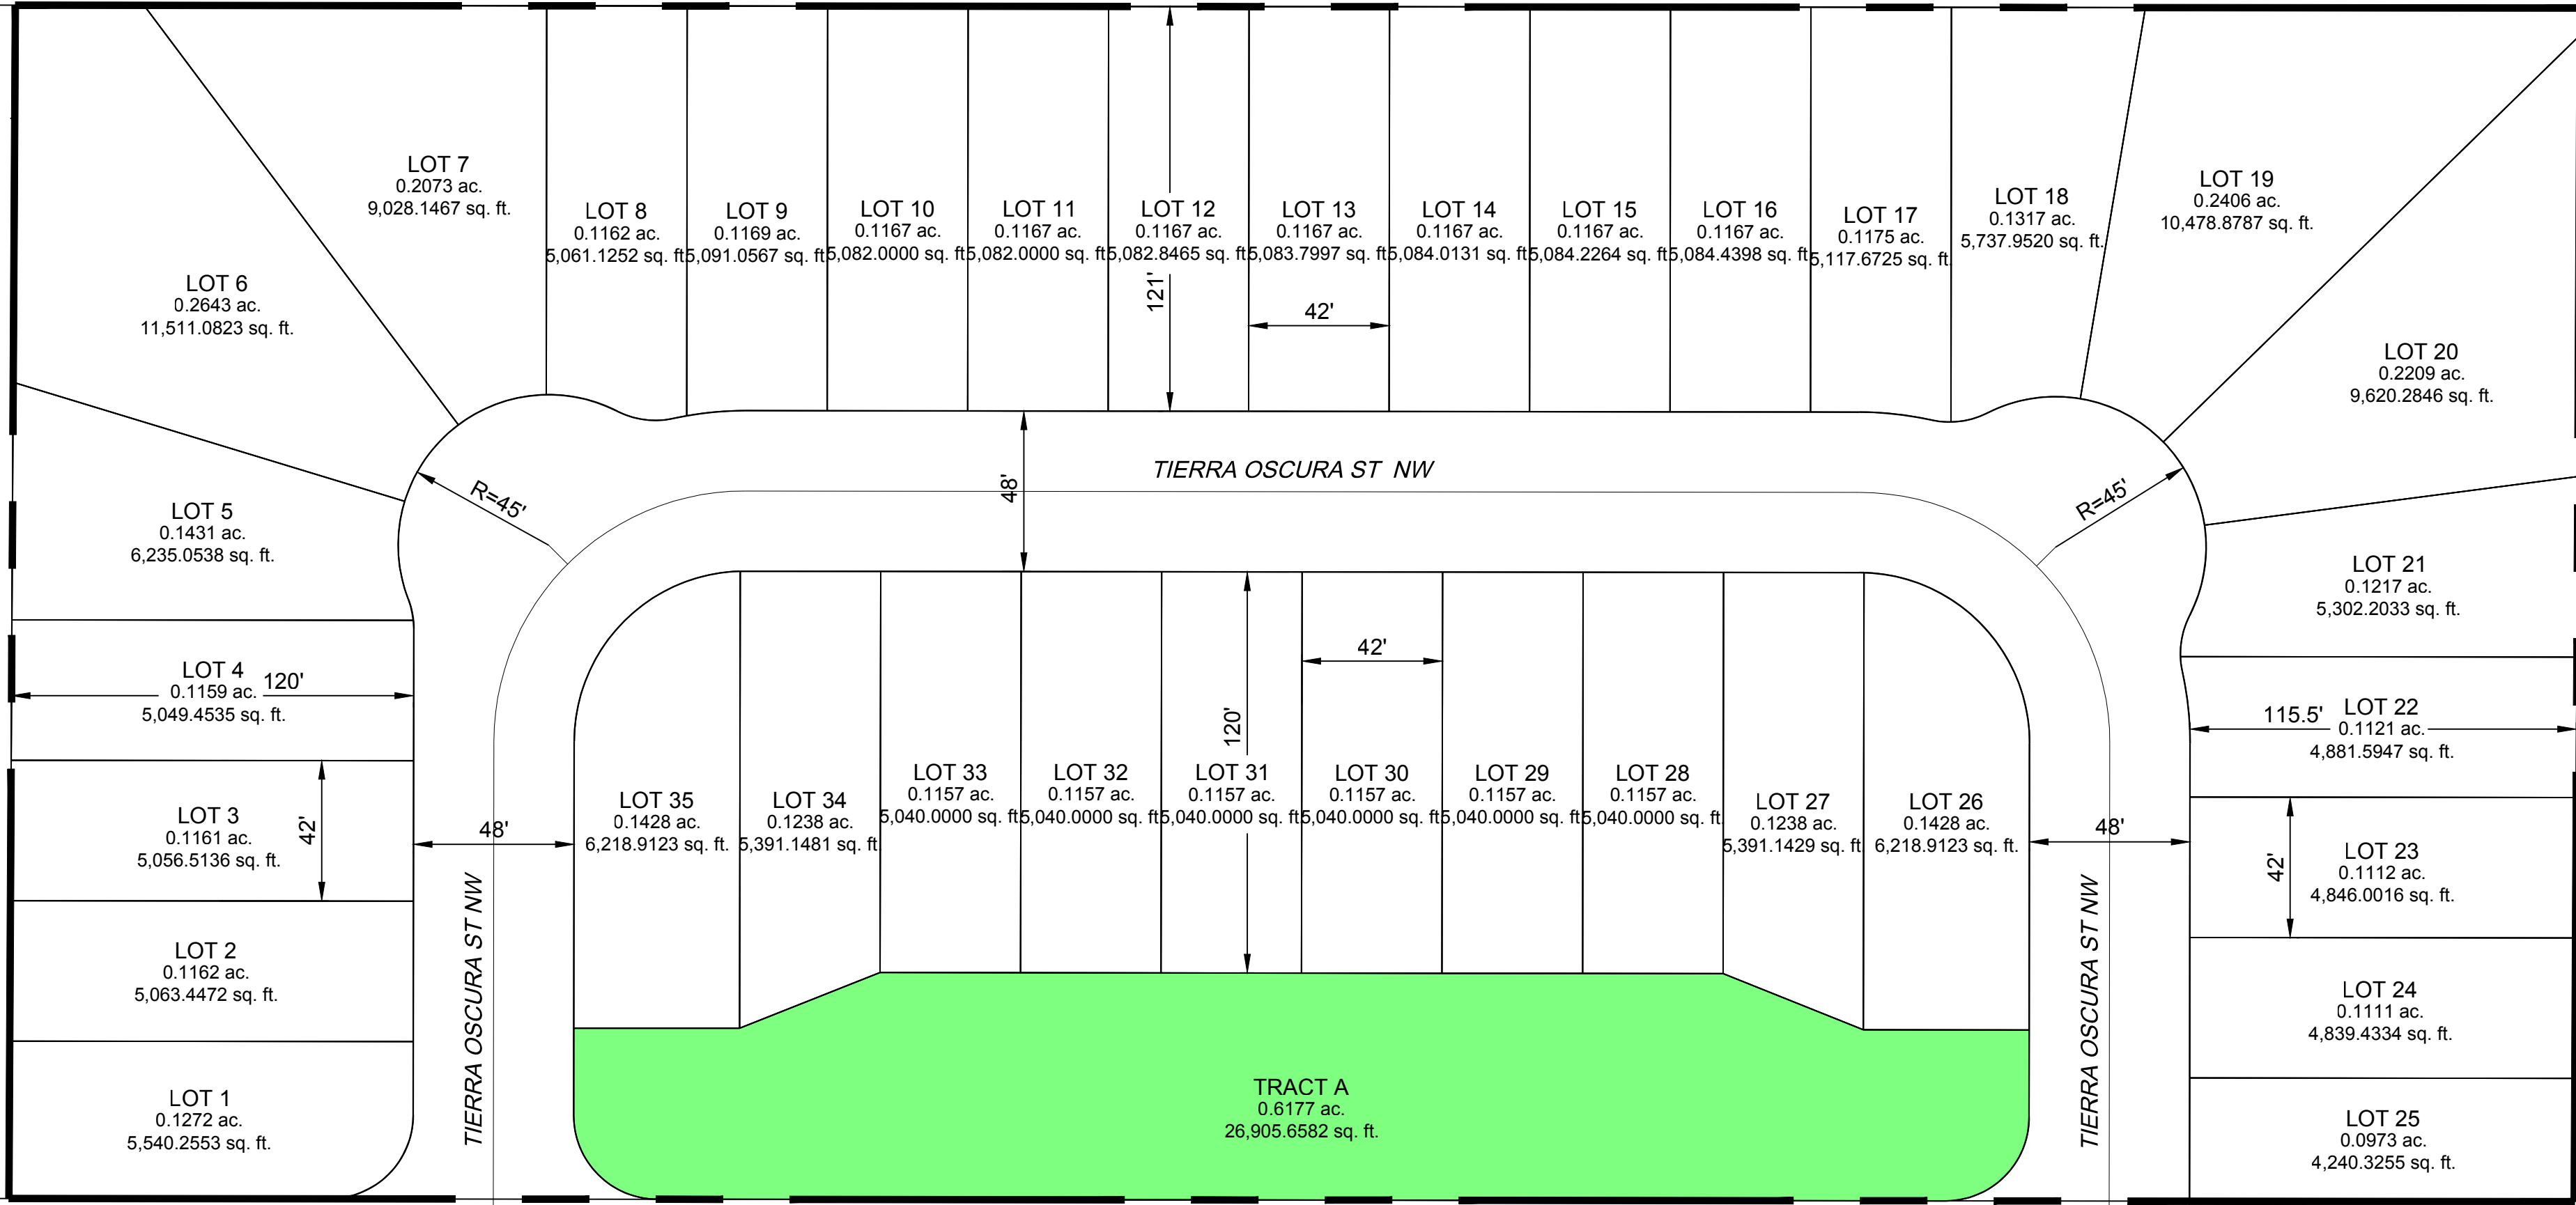 LOT 7
0.2073 ac.
9,028.1467 sq. ft.
LOT 6
0.2643 ac.
11,511.0823 sq. ft.
LOT 5
0.1431 ac.
6,235.0538 sq. ft.
LOT 4
0.1159 ac.
120'
5,049.4535 sq. ft.
LOT 3
0.1161 ac.
5,056.5136 sq. ft.
42'
LOT 2
0.1162 ac.
5,063.4472 sq. ft.
LOT 1
0.1272 ac.
5,540.2553 sq. ft.
LOT 8
0.1162 ac.
5,061.1252 sq. ft
LOT 9
0.1169 ac.
5,091.0567 sq. ft
LOT 10
0.1167 ac.
5,082.0000 sq. ft
LOT 11
0.1167 ac.
5,082.0000 sq. ft
LOT 12
0.1167 ac.
5,082.8465 sq. ft
121'
LOT 13
0.1167 ac.
5,083.7997 sq. ft
42'
LOT 14
0.1167 ac.
5,084.0131 sq. ft
LOT 15
0.1167 ac.
5,084.2264 sq. ft
LOT 16
0.1167 ac.
5,084.4398 sq. ft
LOT 17
0.1175 ac.
5,117.6725 sq. ft
LOT 18
0.1317 ac.
5,737.9520 sq. ft.
LOT 19
0.2406 ac.
10,478.8787 sq. ft.
LOT 20
0.2209 ac.
9,620.2846 sq. ft.
LOT 21
0.1217 ac.
5,302.2033 sq. ft.
115.5'
LOT 22
0.1121 ac.
4,881.5947 sq. ft.
42'
LOT 23
0.1112 ac.
4,846.0016 sq. ft.
LOT 24
0.1111 ac.
4,839.4334 sq. ft.
LOT 25
0.0973 ac.
4,240.3255 sq. ft.
R=45'
48'
TIERRA OSCURA ST NW
R=45'
48'
TIERRA OSCURA ST NW
LOT 35
0.1428 ac.
6,218.9123 sq. ft.
LOT 34
0.1238 ac.
5,391.1481 sq. ft
LOT 33
0.1157 ac.
5,040.0000 sq. ft
LOT 32
0.1157 ac.
5,040.0000 sq. ft
120'
LOT 31
0.1157 ac.
5,040.0000 sq. ft
42'
LOT 30
0.1157 ac.
5,040.0000 sq. ft
LOT 29
0.1157 ac.
5,040.0000 sq. ft
LOT 28
0.1157 ac.
5,040.0000 sq. ft
LOT 27
0.1238 ac.
5,391.1429 sq. ft
LOT 26
0.1428 ac.
6,218.9123 sq. ft.
48'
TIERRA OSCURA ST NW
TRACT A
0.6177 ac.
26,905.6582 sq. ft.